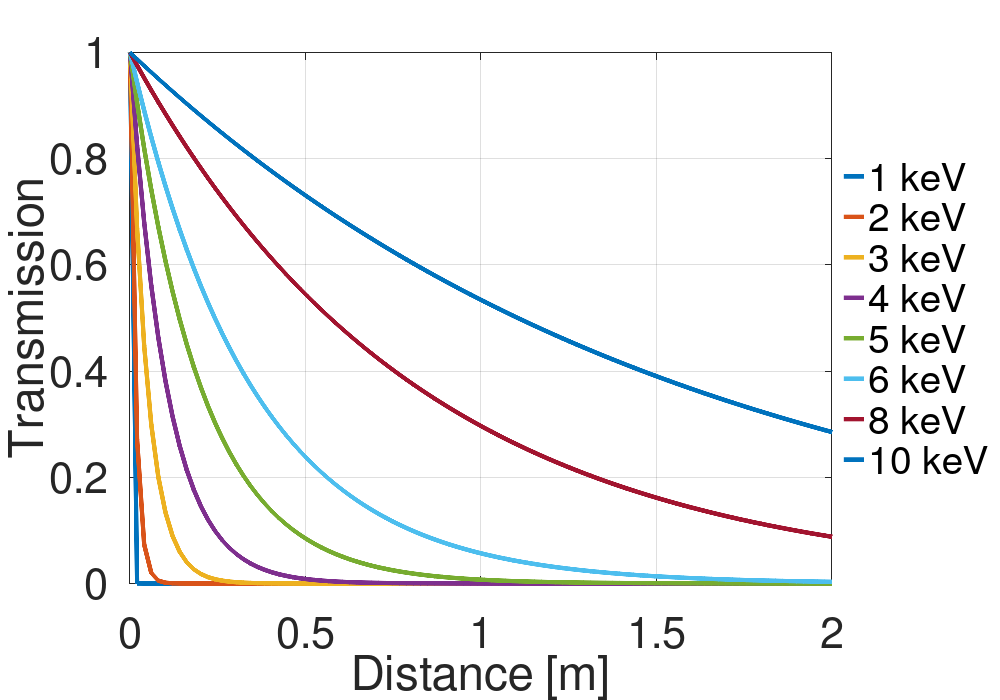 1
0.8
0.6
0.4
0.2
0
Transmission
0 0.5 1 1.5 2
Distance [m]
1 keV
2 keV
3 keV
4 keV
5 keV
6 keV
8 keV
10 keV